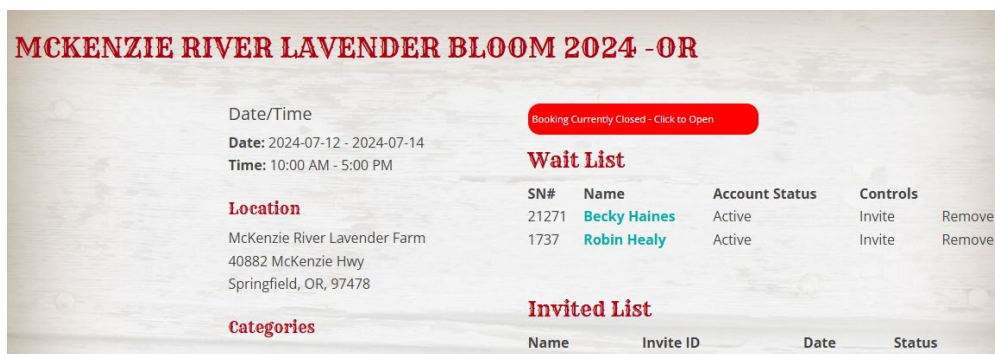 MCKENZIE RIVER LAVENDER BLOOM 2024 -OR
Date/Time
Date: 2024-07-12 - 2024-07-14
Time: 10:00 AM - 5:00 PM
Location
McKenzie River Lavender Farm
40882 McKenzie Hwy
Springfield, OR, 97478
Categories
Booking Currently Closed - Click to Open
Wait List
SN# Name Account Status Controls
21271 Becky Haines Active Invite Remove
1737 Robin Healy Active Invite Remove
Invited List
Name Invite ID Date Status